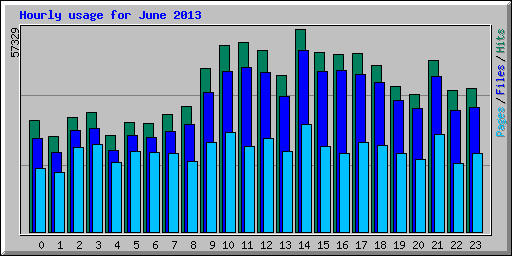 Hourly usage for June 2013
57329
Pages / Files / Hits
0 1 2 3 4 5 6 7 8 9 10 11 12 13 14 15 16 17 18 19 20 21 22 23